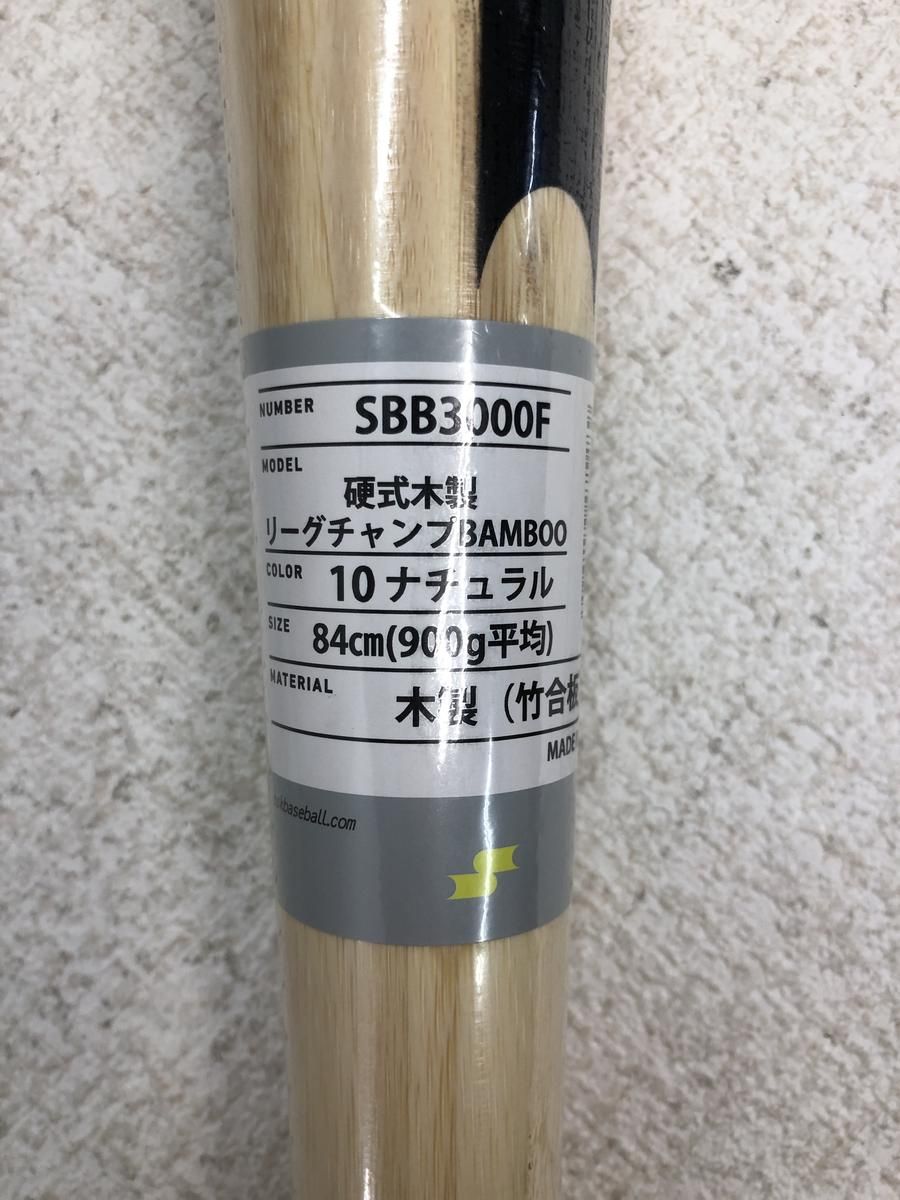 NUMBER SBB3000F
MODEL
硬式木製
リーグチャンプBAMBOO
COLOR 10 ナチュラル
SIZE 84cm(900g平均)
MATERIAL 木製（竹合板
MADE
baseball.com